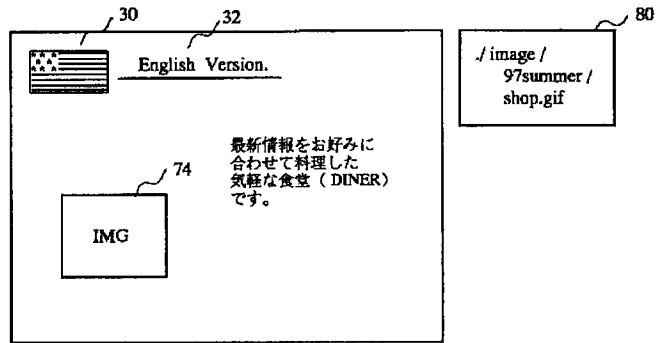 30
32
80
English Version.
./ image /
97summer /
shop.gif
最新情報をお好みに
合わせて料理した
気軽な食堂（ DINER）
です。
74
IMG